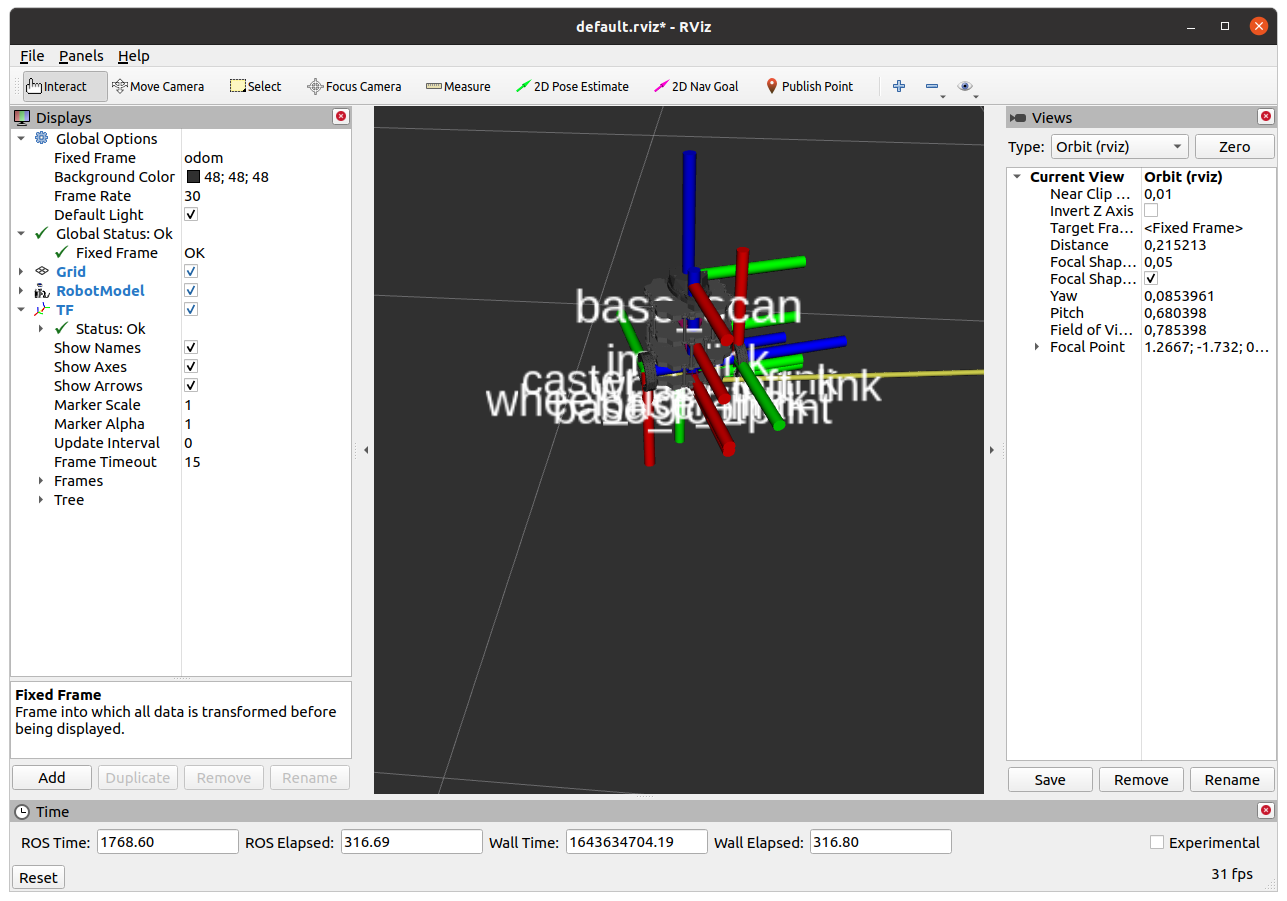 default.rviz* - RViz
File Panels Help
Interact Move Camera Select Focus Camera Measure 2D Pose Estimate 2D Nav Goal Publish Point
Displays
Global Options
Fixed Frame odom
Background Color 48; 48; 48
Frame Rate 30
Default Light
Global Status: Ok
Fixed Frame OK
Grid
RobotModel
TF
Status: Ok
Show Names
Show Axes
Show Arrows
Marker Scale 1
Marker Alpha 1
Update Interval 0
Frame Timeout 15
Frames
Tree
Fixed Frame
Frame into which all data is transformed before
being displayed.
Add Duplicate Remove Rename
base_scan
Views
Type: Orbit (rviz) Zero
Current View Orbit (rviz)
Near Clip ... 0,01
Invert Z Axis
Target Fra... <Fixed Frame>
Distance 0,215213
Focal Shap... 0,05
Focal Shap...
Yaw 0,0853961
Pitch 0,680398
Field of Vi... 0,785398
Focal Point 1.2667; -1.732; 0...
Save Remove Rename
Time
ROS Time: 1768.60 ROS Elapsed: 316.69 Wall Time: 1643634704.19 Wall Elapsed: 316.80 Experimental
Reset 31 fps